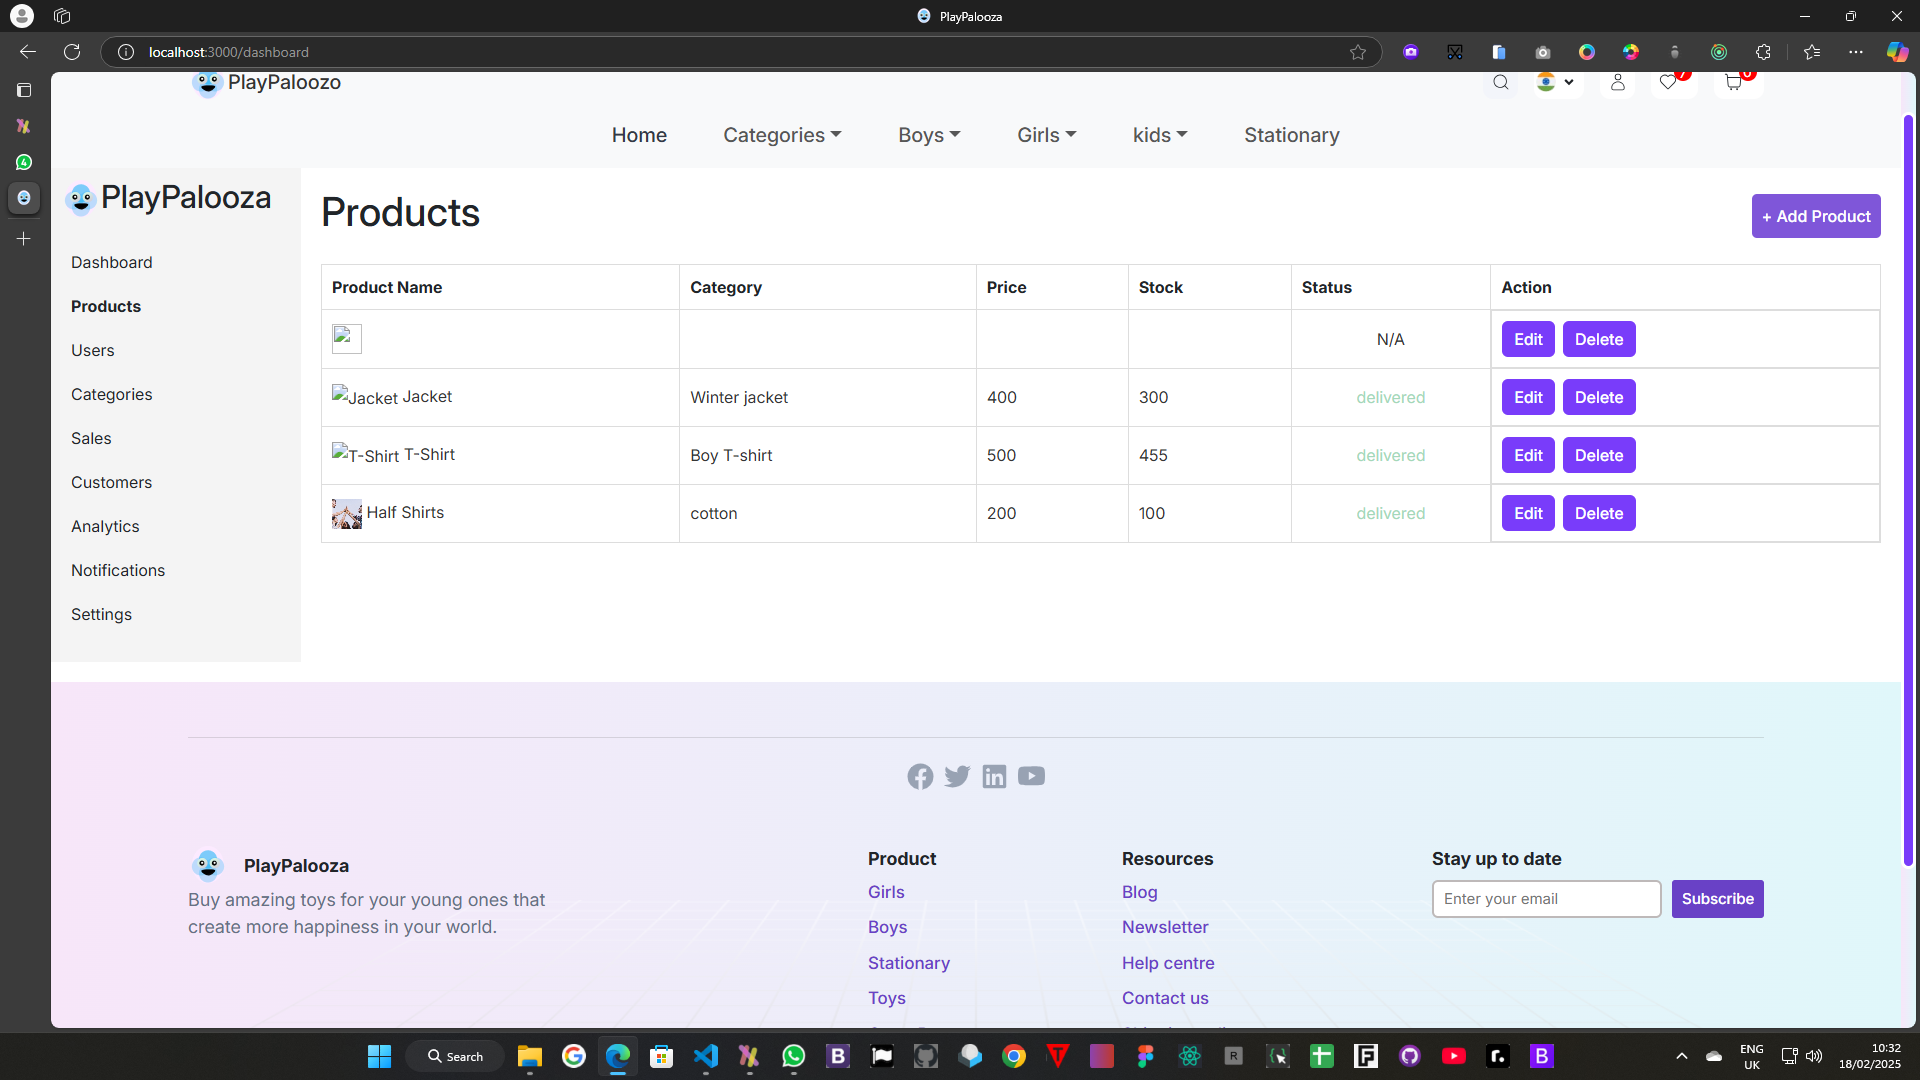 PlayPalooza
localhost:3000/dashboard
PlayPaloozo
7
0
Home Categories Boys Girls kids Stationary
4
PlayPalooza
Dashboard
Products
Users
Categories
Sales
Customers
Analytics
Notifications
Settings
Products
+ Add Product
Product Name Category Price Stock Status Action
N/A Edit Delete
Jacket Jacket Winter jacket 400 300 delivered Edit Delete
T-Shirt T-Shirt Boy T-shirt 500 455 delivered Edit Delete
Half Shirts cotton 200 100 delivered Edit Delete
PlayPalooza
Buy amazing toys for your young ones that
create more happiness in your world.
Product
Girls
Boys
Stationary
Toys
Resources
Blog
Newsletter
Help centre
Contact us
Stay up to date
Enter your email Subscribe
Search
ENG
UK
10:32
18/02/2025